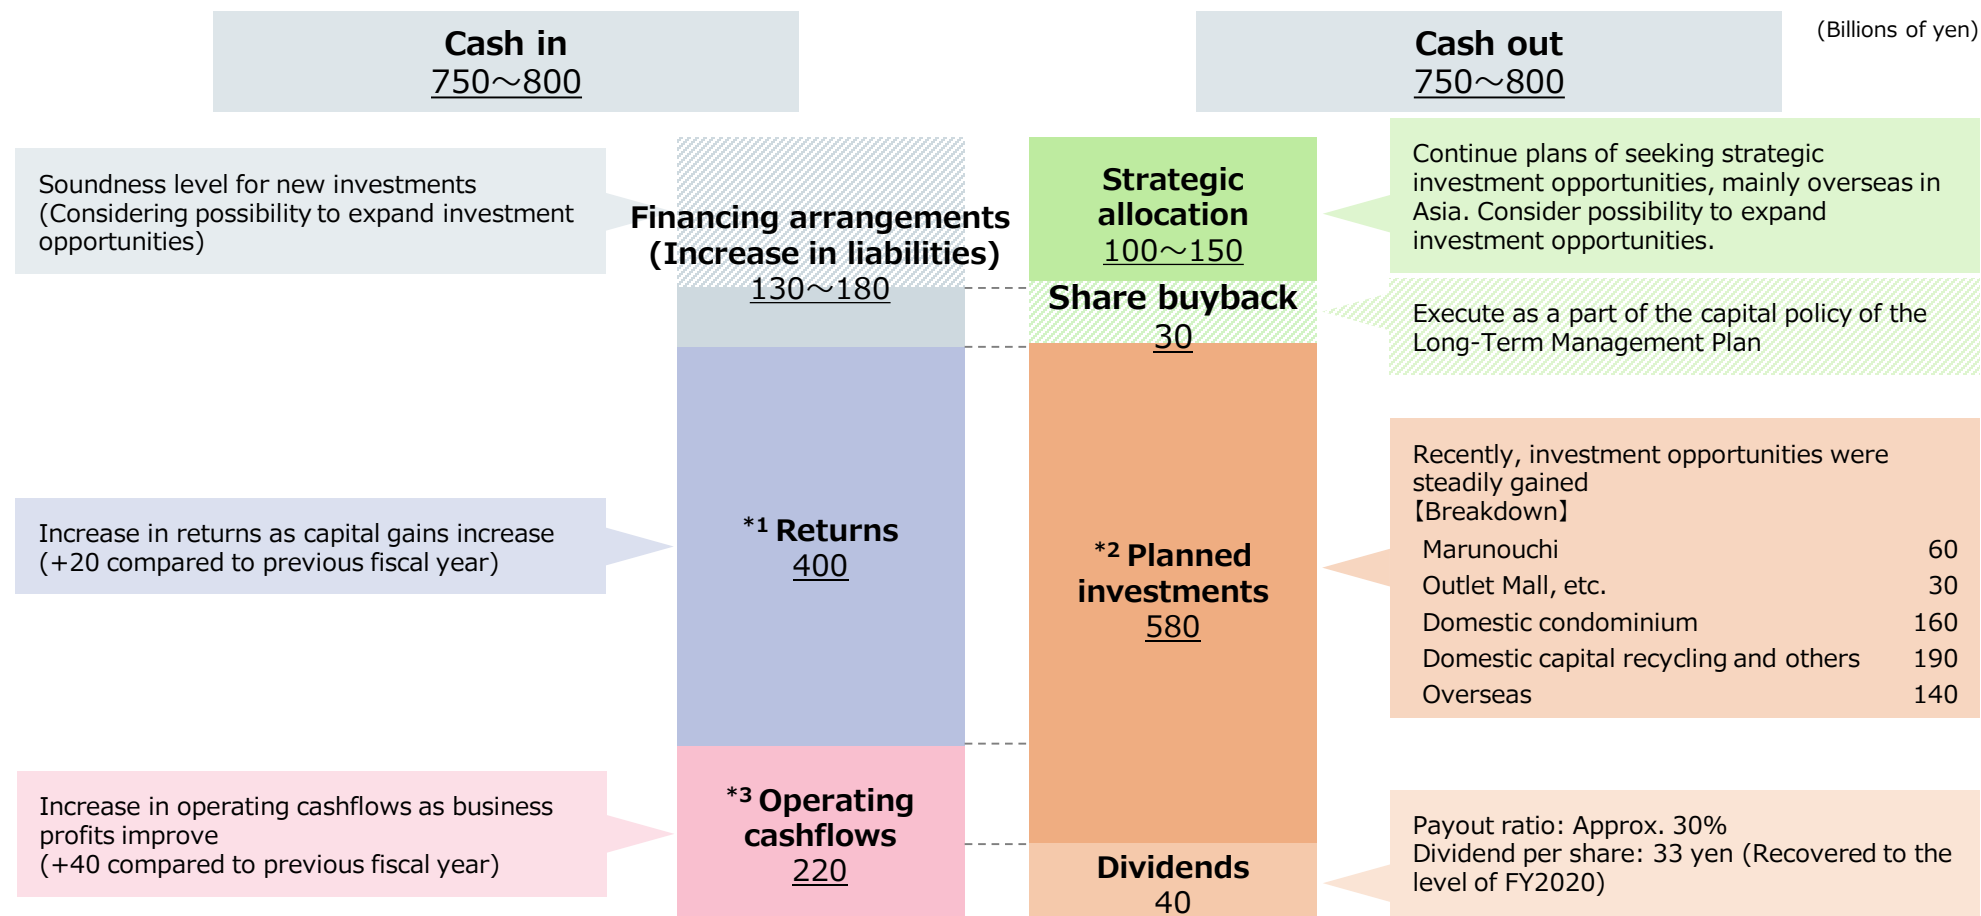 Cash in
750～800
Cash out
750～800
(Billions of yen)
Soundness level for new investments
(Considering possibility to expand investment
opportunities)
Financing arrangements
(Increase in liabilities)
130～180
Strategic
allocation
100～150
Continue plans of seeking strategic
investment opportunities, mainly overseas in
Asia. Consider possibility to expand
investment opportunities.
Share buyback
30
Execute as a part of the capital policy of the
Long-Term Management Plan
Increase in returns as capital gains increase
(+20 compared to previous fiscal year)
*1 Returns
400
*2 Planned
investments
580
Recently, investment opportunities were
steadily gained
【Breakdown】
Marunouchi 60
Outlet Mall, etc. 30
Domestic condominium 160
Domestic capital recycling and others 190
Overseas 140
Increase in operating cashflows as business
profits improve
(+40 compared to previous fiscal year)
*3 Operating
cashflows
220
Dividends
40
Payout ratio: Approx. 30%
Dividend per share: 33 yen (Recovered to the
level of FY2020)